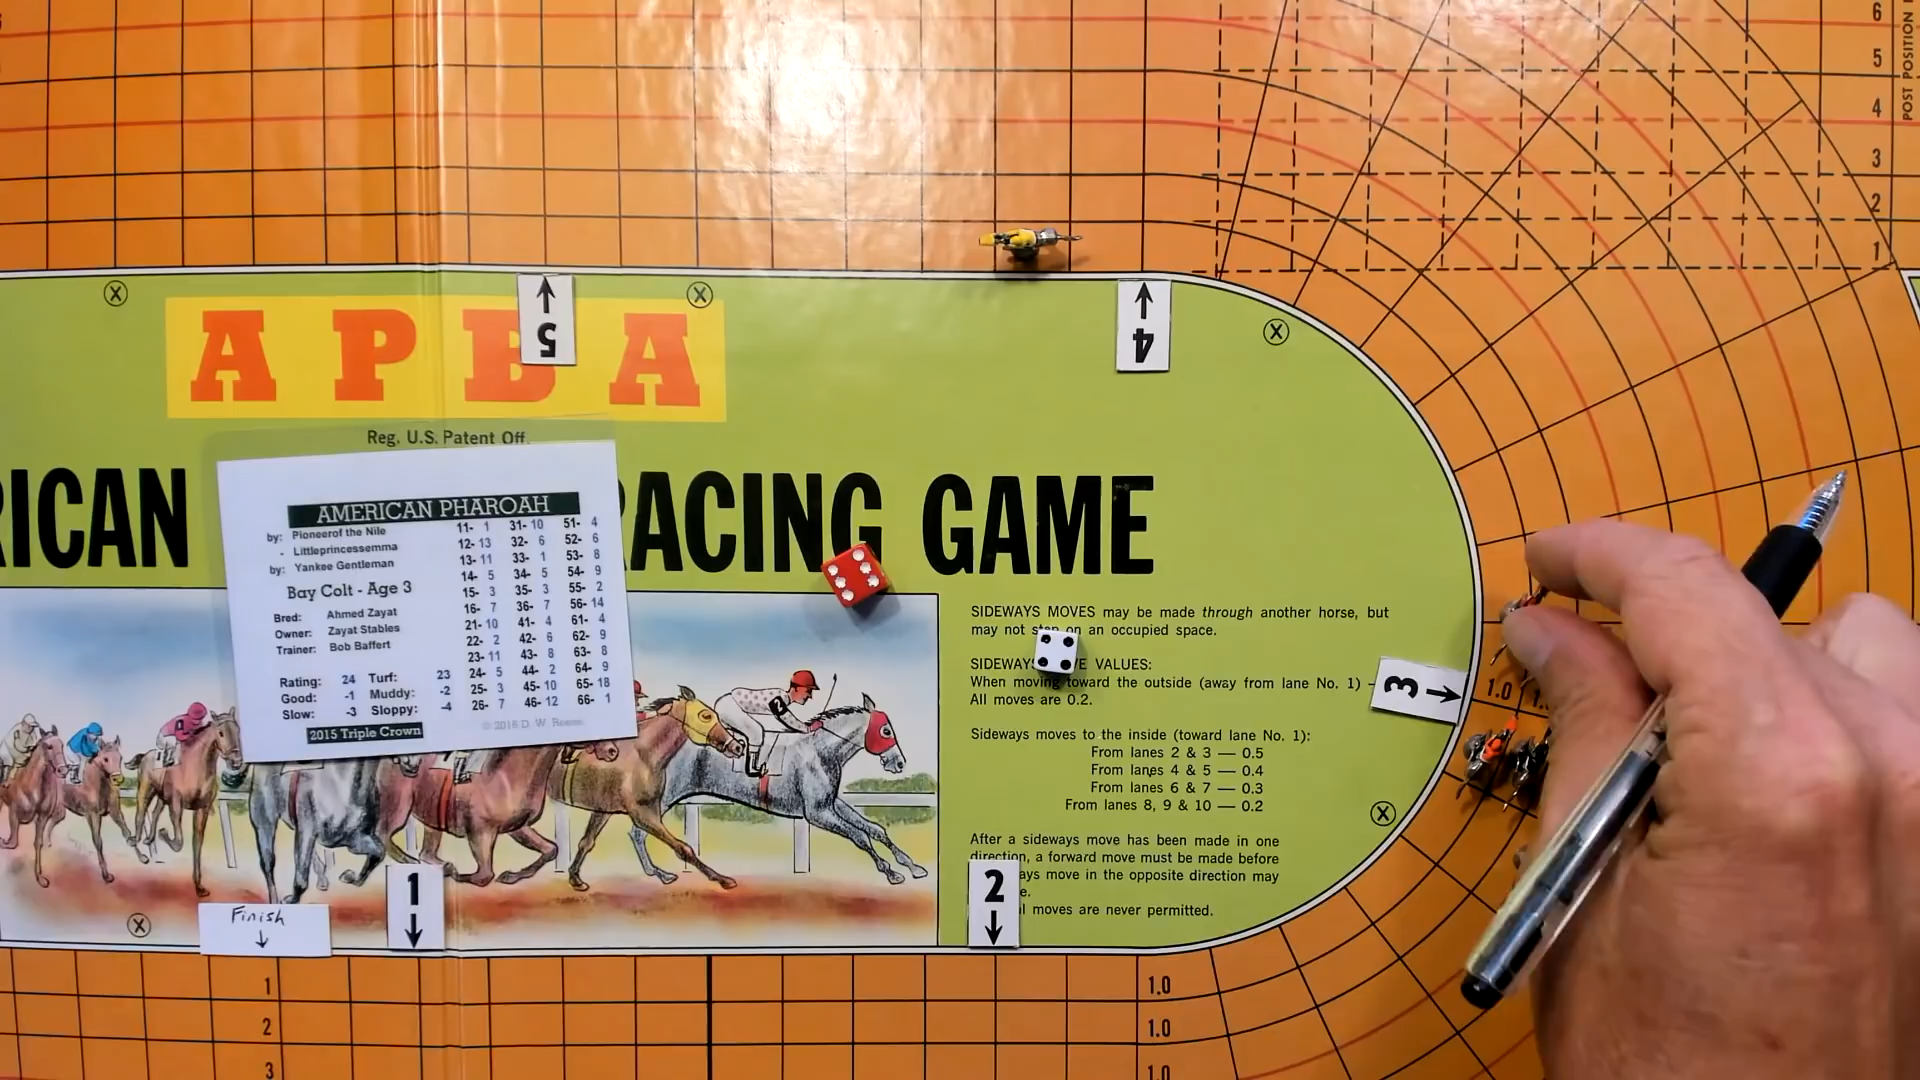 6
5
4
3
2
1
POST POSITION
5
4
APBA
Reg. U.S. Patent Off.
RICAN
RACING GAME
AMERICAN PHAROAH
by: Pioneerof the Nile
- Littleprincessemma
by: Yankee Gentleman
Bay Colt - Age 3
Bred: Ahmed Zayat
Owner: Zayat Stables
Trainer: Bob Baffert
Rating: 24 Turf: 23
Good: -1 Muddy: -2
Slow: -3 Sloppy: -4
2015 Triple Crown
11- 1 31- 10 51- 4
12- 13 32- 6 52- 6
13- 11 33- 1 53- 8
14- 5 34- 5 54- 9
15- 3 35- 3 55- 2
16- 7 36- 7 56- 14
21- 10 41- 4 61- 4
22- 2 42- 6 62- 9
23- 11 43- 8 63- 8
24- 5 44- 2 64- 9
25- 3 45- 10 65- 18
26- 7 46- 12 66- 1
© 2016 D. W.
SIDEWAYS MOVES may be made through another horse, but
may not on an occupied space.
SIDEWAYS VALUES:
When moving toward the outside (away from lane No. 1) -
All moves are 0.2.
Sideways moves to the inside (toward lane No. 1):
From lanes 2 & 3 — 0.5
From lanes 4 & 5 — 0.4
From lanes 6 & 7 — 0.3
From lanes 8, 9 & 10 — 0.2
After a sideways move has been made in one
direction, a forward move must be made before
ays move in the opposite direction may
e.
l moves are never permitted.
3
1.0
2
Finish
1
2
1
2
3
1.0
1.0
1.0